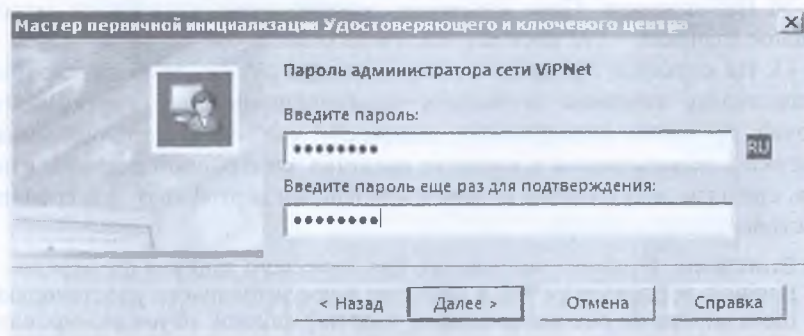 Мастер первичной инициализации Удостоверяющего и ключевого центра
Пароль администратора сети ViPNet
Введите пароль:
••••••••
RU
Введите пароль еще раз для подтверждения:
••••••••
< Назад
Далее >
Отмена
Справка